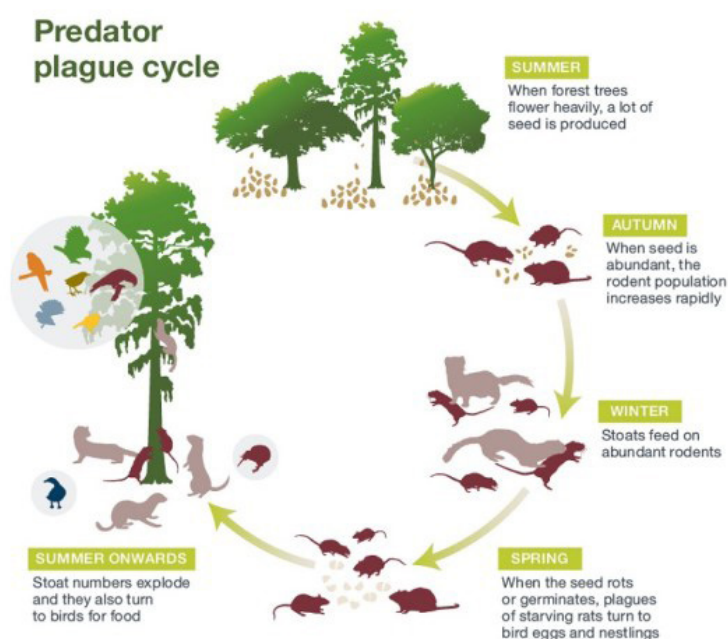 Predator
plague cycle
SUMMER
When forest trees
flower heavily, a lot of
seed is produced
AUTUMN
When seed is
abundant, the
rodent population
increases rapidly
WINTER
Stoats feed on
abundant rodents
SPRING
When the seed rots
or germinates, plagues
of starving rats turn to
bird eggs and nestlings
SUMMER ONWARDS
Stoat numbers explode
and they also turn
to birds for food